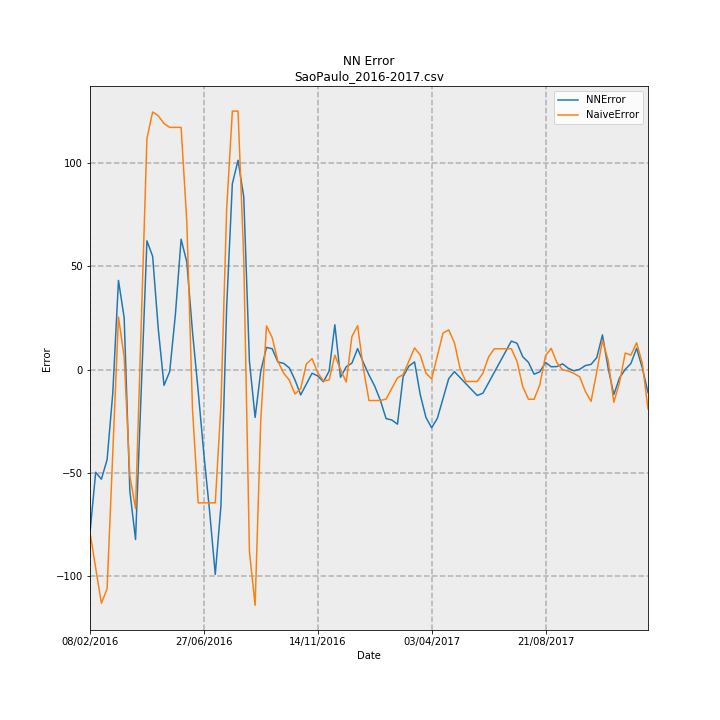 NN Error
SaoPaulo_2016-2017.csv
NNError
NaiveError
Error
100
50
0
−50
−100
08/02/2016
27/06/2016
14/11/2016
03/04/2017
21/08/2017
Date